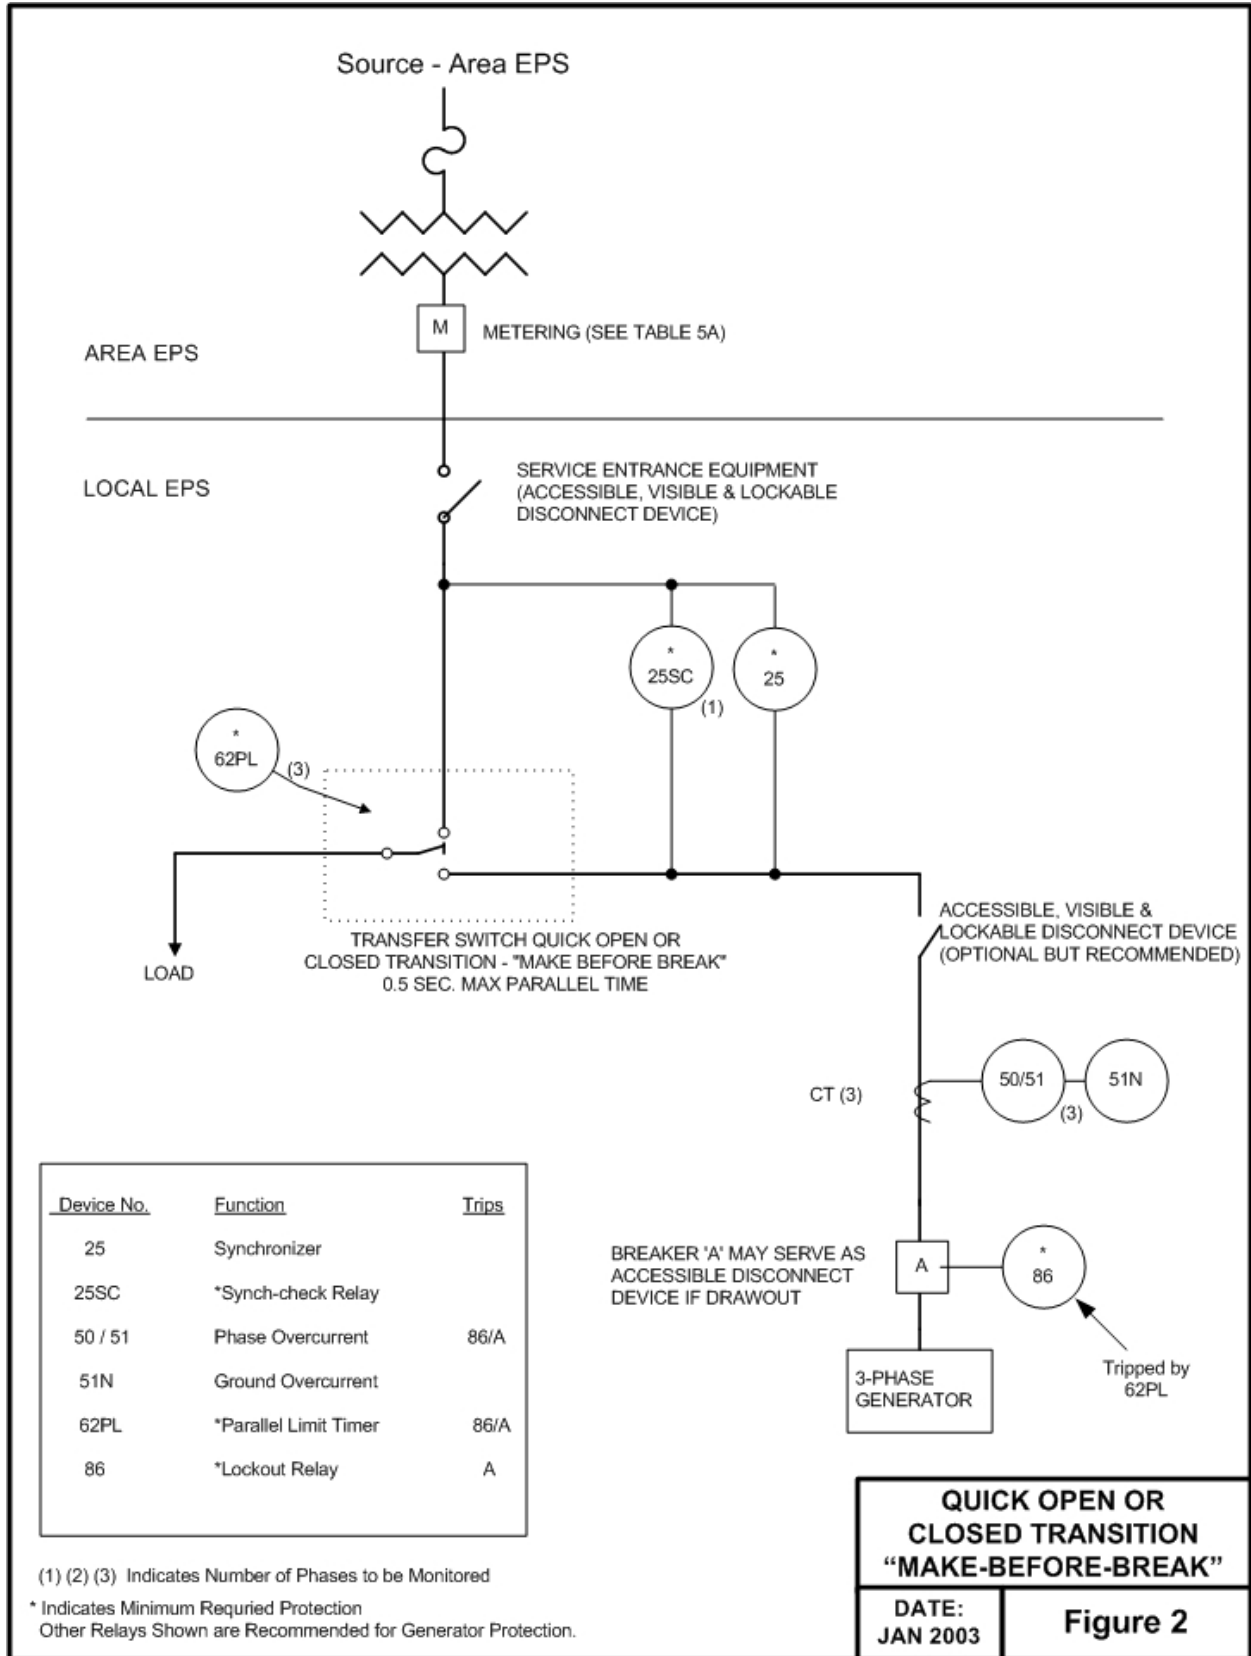 Source - Area EPS
M
METERING (SEE TABLE 5A)
AREA EPS
LOCAL EPS
SERVICE ENTRANCE EQUIPMENT
(ACCESSIBLE, VISIBLE & LOCKABLE
DISCONNECT DEVICE)
*
25SC
(1)
*
25
*
62PL
(3)
LOAD
TRANSFER SWITCH QUICK OPEN OR
CLOSED TRANSITION - "MAKE BEFORE BREAK"
0.5 SEC. MAX PARALLEL TIME
ACCESSIBLE, VISIBLE &
LOCKABLE DISCONNECT DEVICE
(OPTIONAL BUT RECOMMENDED)
CT (3)
50/51
(3)
51N
BREAKER 'A' MAY SERVE AS
ACCESSIBLE DISCONNECT
DEVICE IF DRAWOUT
A
*
86
Tripped by
62PL
3-PHASE
GENERATOR
Device No. Function Trips
25 Synchronizer
25SC *Synch-check Relay
50 / 51 Phase Overcurrent 86/A
51N Ground Overcurrent
62PL *Parallel Limit Timer 86/A
86 *Lockout Relay A
(1) (2) (3) Indicates Number of Phases to be Monitored
* Indicates Minimum Requried Protection
Other Relays Shown are Recommended for Generator Protection.
QUICK OPEN OR
CLOSED TRANSITION
“MAKE-BEFORE-BREAK”
DATE:
JAN 2003
Figure 2